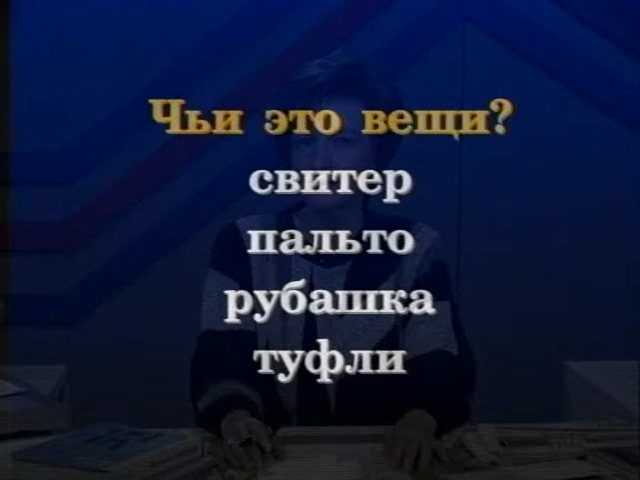 Чьи это вещи?
свитер
пальто
рубашка
туфли